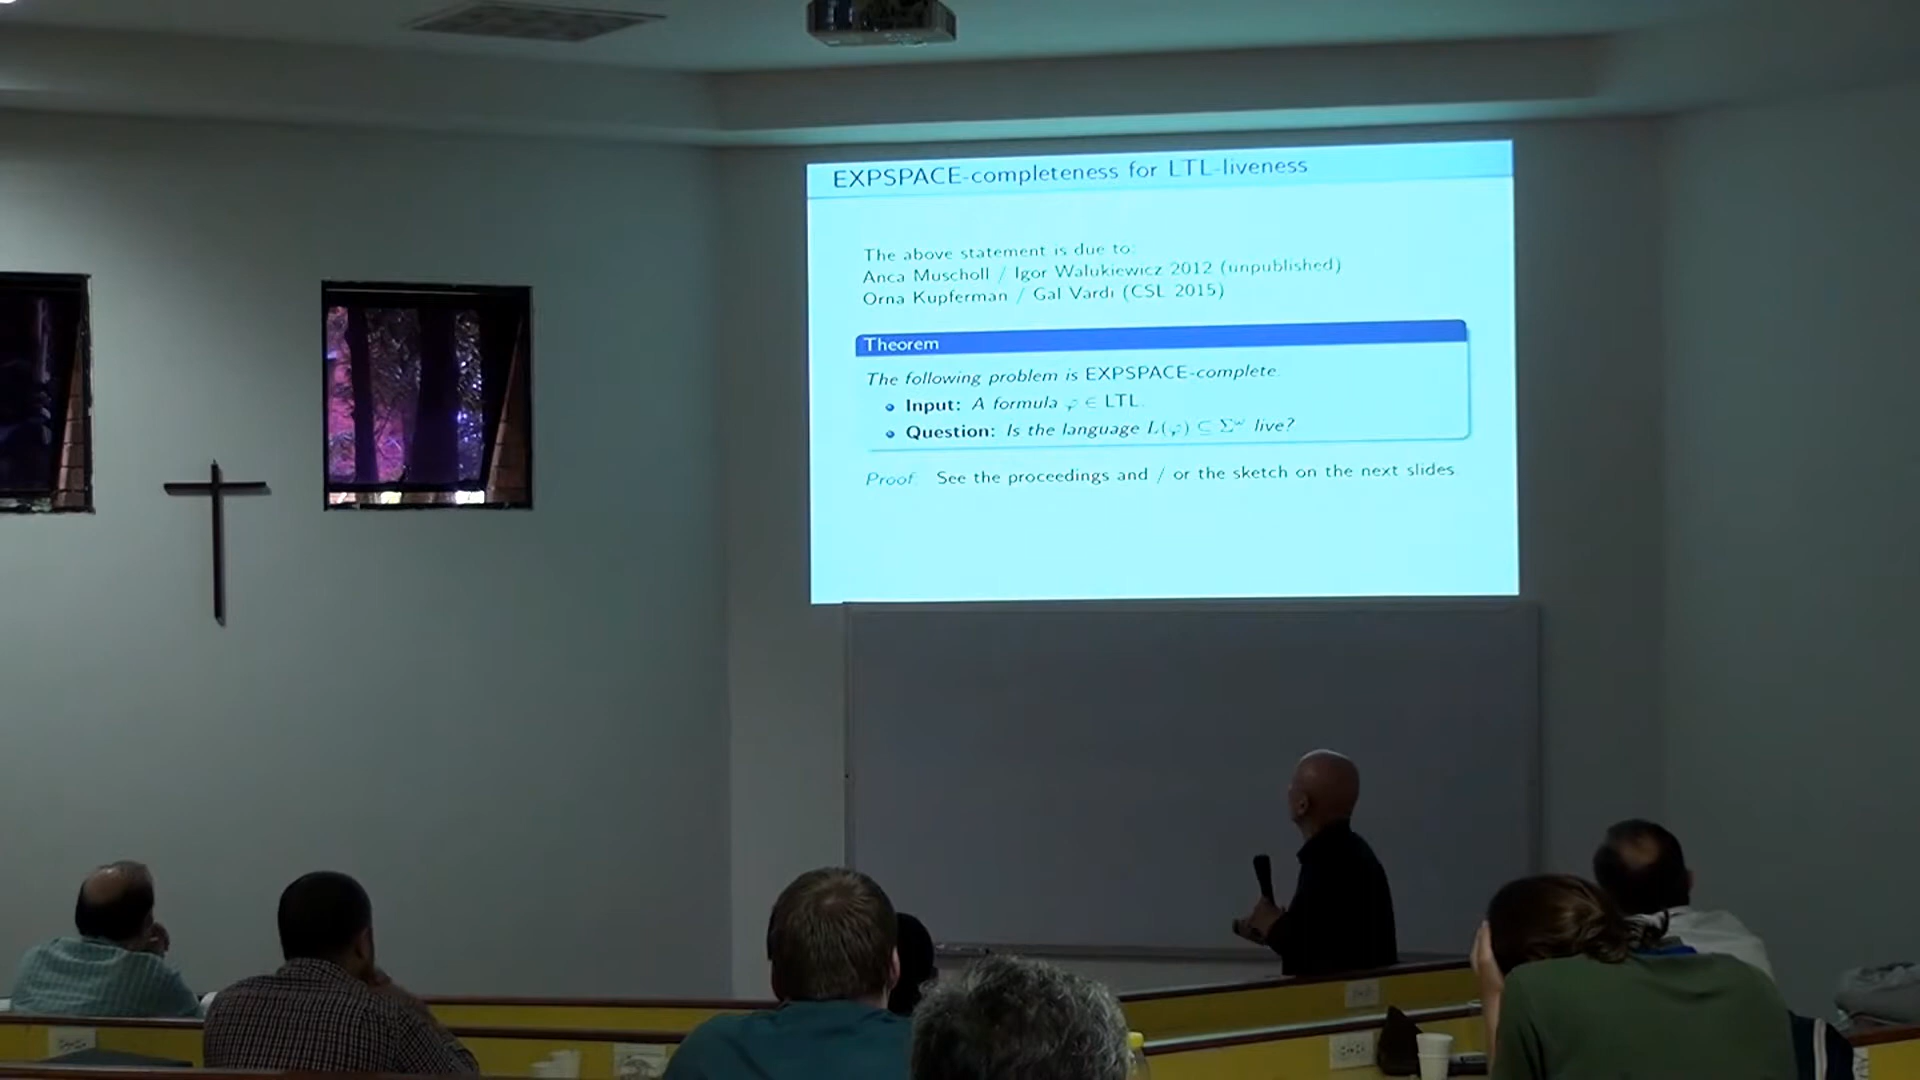 EXPSPACE-completeness for LTL-liveness
The above statement is due to:
Anca Muscholl / Igor Walukiewicz 2012 (unpublished)
Orna Kupferman / Gal Vardi (CSL 2015)
Theorem
The following problem is EXPSPACE-complete.
• Input: A formula φ ∈ LTL.
• Question: Is the language L(φ) ⊆ Σ^ω live?
Proof. See the proceedings and / or the sketch on the next slides.